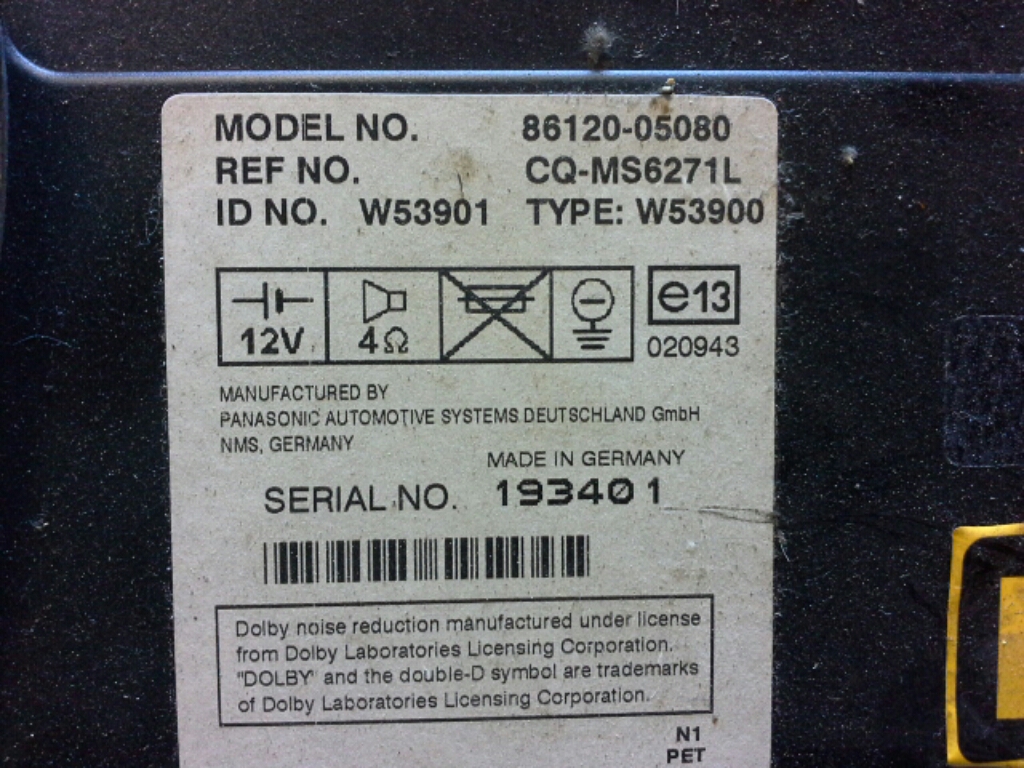 MODEL NO. 86120-05080
REF NO. CQ-MS6271L
ID NO. W53901 TYPE: W53900
12V 4Ω e13
020943
MANUFACTURED BY
PANASONIC AUTOMOTIVE SYSTEMS DEUTSCHLAND GmbH
NMS, GERMANY
MADE IN GERMANY
SERIAL NO. 193401
Dolby noise reduction manufactured under license
from Dolby Laboratories Licensing Corporation.
"DOLBY" and the double-D symbol are trademarks
of Dolby Laboratories Licensing Corporation.
N1
PET